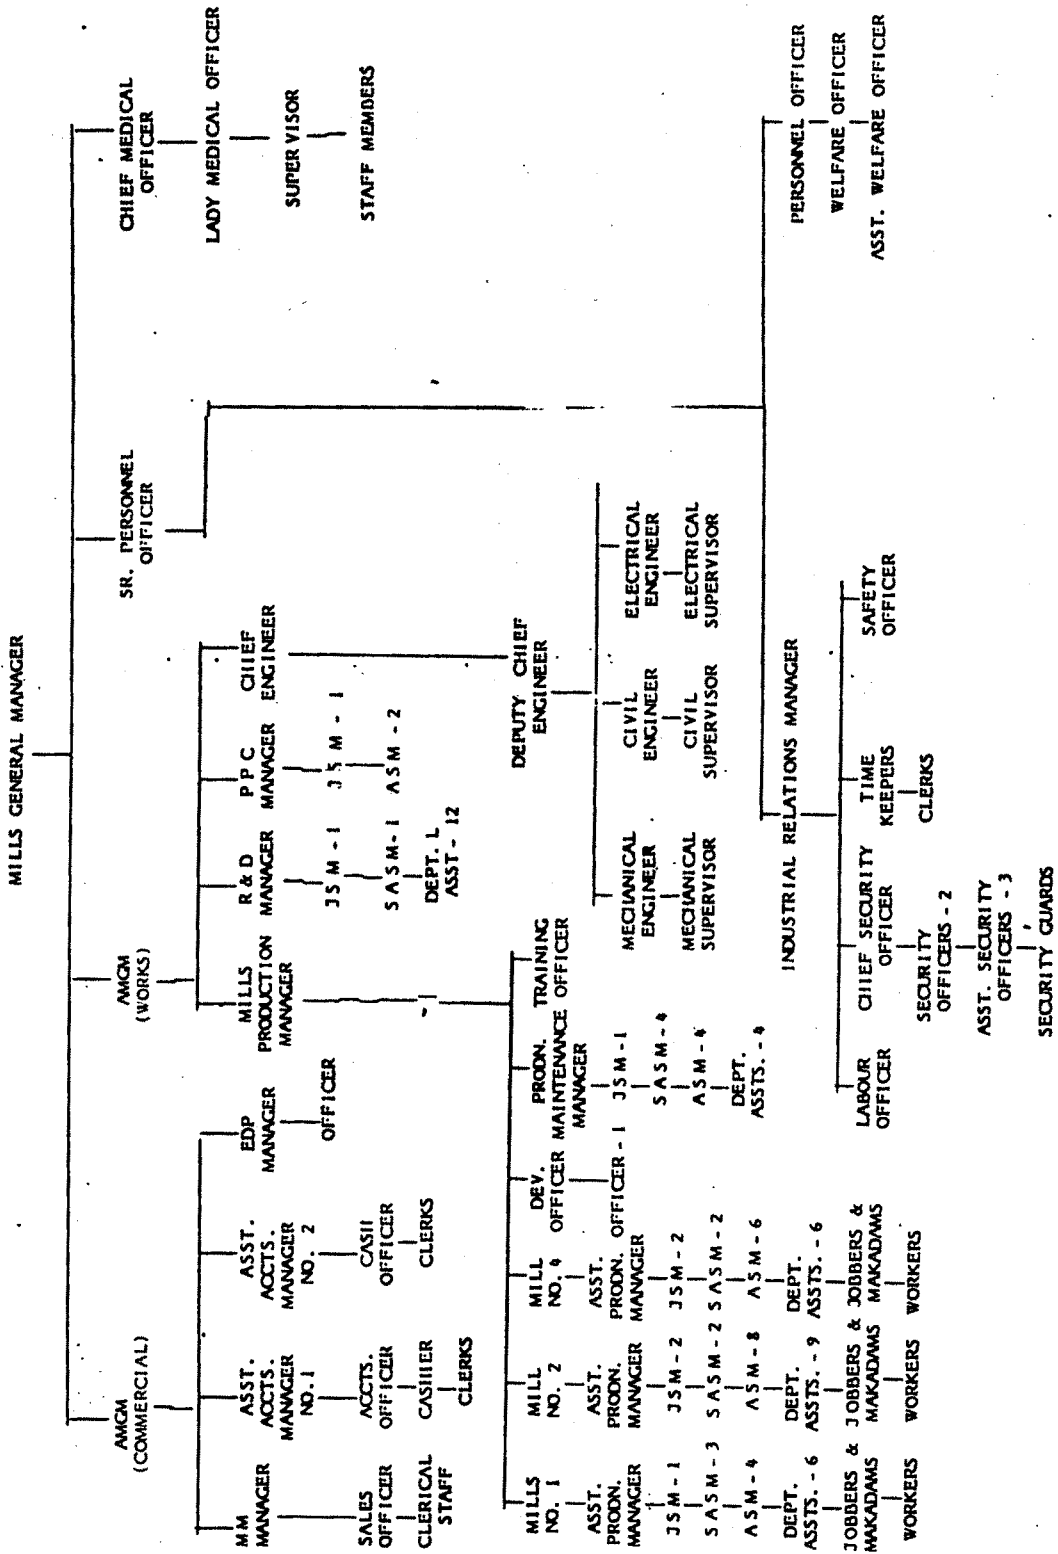 MILLS GENERAL MANAGER
AMGM
(COMMERCIAL)
AMGM
(WORKS)
SR. PERSONNEL
OFFICER
CHIEF MEDICAL
OFFICER
LADY MEDICAL OFFICER
SUPERVISOR
STAFF MEMBERS
MM
MANAGER
SALES
OFFICER
CLERICAL
STAFF
ASST.
ACCTS.
MANAGER
NO. 1
ACCTS.
OFFICER
CASHIER
CLERKS
ASST.
ACCTS.
MANAGER
NO. 2
CASH
OFFICER
CLERKS
EDP
MANAGER
OFFICER
MILLS
PRODUCTION
MANAGER
R & D
MANAGER
JSM - 1
SASM - 1
DEPT. L
ASST - 12
P P C
MANAGER
JSM - 1
ASM - 2
CHIEF
ENGINEER
DEPUTY CHIEF
ENGINEER
MECHANICAL
ENGINEER
MECHANICAL
SUPERVISOR
CIVIL
ENGINEER
CIVIL
SUPERVISOR
ELECTRICAL
ENGINEER
ELECTRICAL
SUPERVISOR
MILLS
NO. 1
ASST.
PRODN.
MANAGER
JSM - 1
SASM - 3
ASM - 4
DEPT.
ASSTS. - 6
JOBBERS &
MAKADAMS
WORKERS
MILL
NO. 2
ASST.
PRODN.
MANAGER
JSM - 2
SASM - 2
ASM - 8
DEPT.
ASSTS. - 9
JOBBERS &
MAKADAMS
WORKERS
MILL
NO. 4
ASST.
PRODN.
MANAGER
JSM - 2
SASM - 2
ASM - 6
DEPT.
ASSTS. - 6
JOBBERS &
MAKADAMS
WORKERS
DEV.
OFFICER
OFFICER - 1
PRODN.
MAINTENANCE
MANAGER
JSM - 1
SASM - 4
ASM - 4
DEPT.
ASSTS. - 4
TRAINING
OFFICER
INDUSTRIAL RELATIONS MANAGER
LABOUR
OFFICER
CHIEF SECURITY
OFFICER
SECURITY
OFFICERS - 2
ASST. SECURITY
OFFICERS - 3
SECURITY GUARDS
TIME
KEEPERS
CLERKS
SAFETY
OFFICER
PERSONNEL OFFICER
WELFARE OFFICER
ASST. WELFARE OFFICER